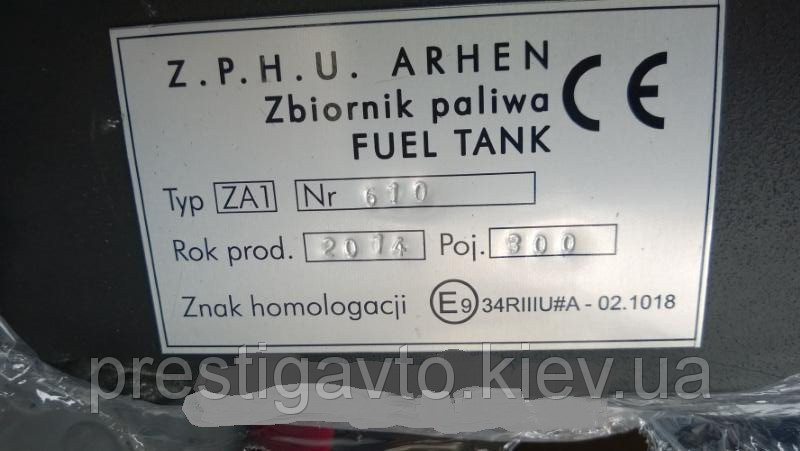 Z.P.H.U. ARHEN
Zbiornik paliwa
FUEL TANK
CE
Typ ZA1 Nr 610
Rok prod. 2014 Poj. 300
Znak homologacji E9 34RIIIU#A - 02.1018
prestigavto.kiev.ua